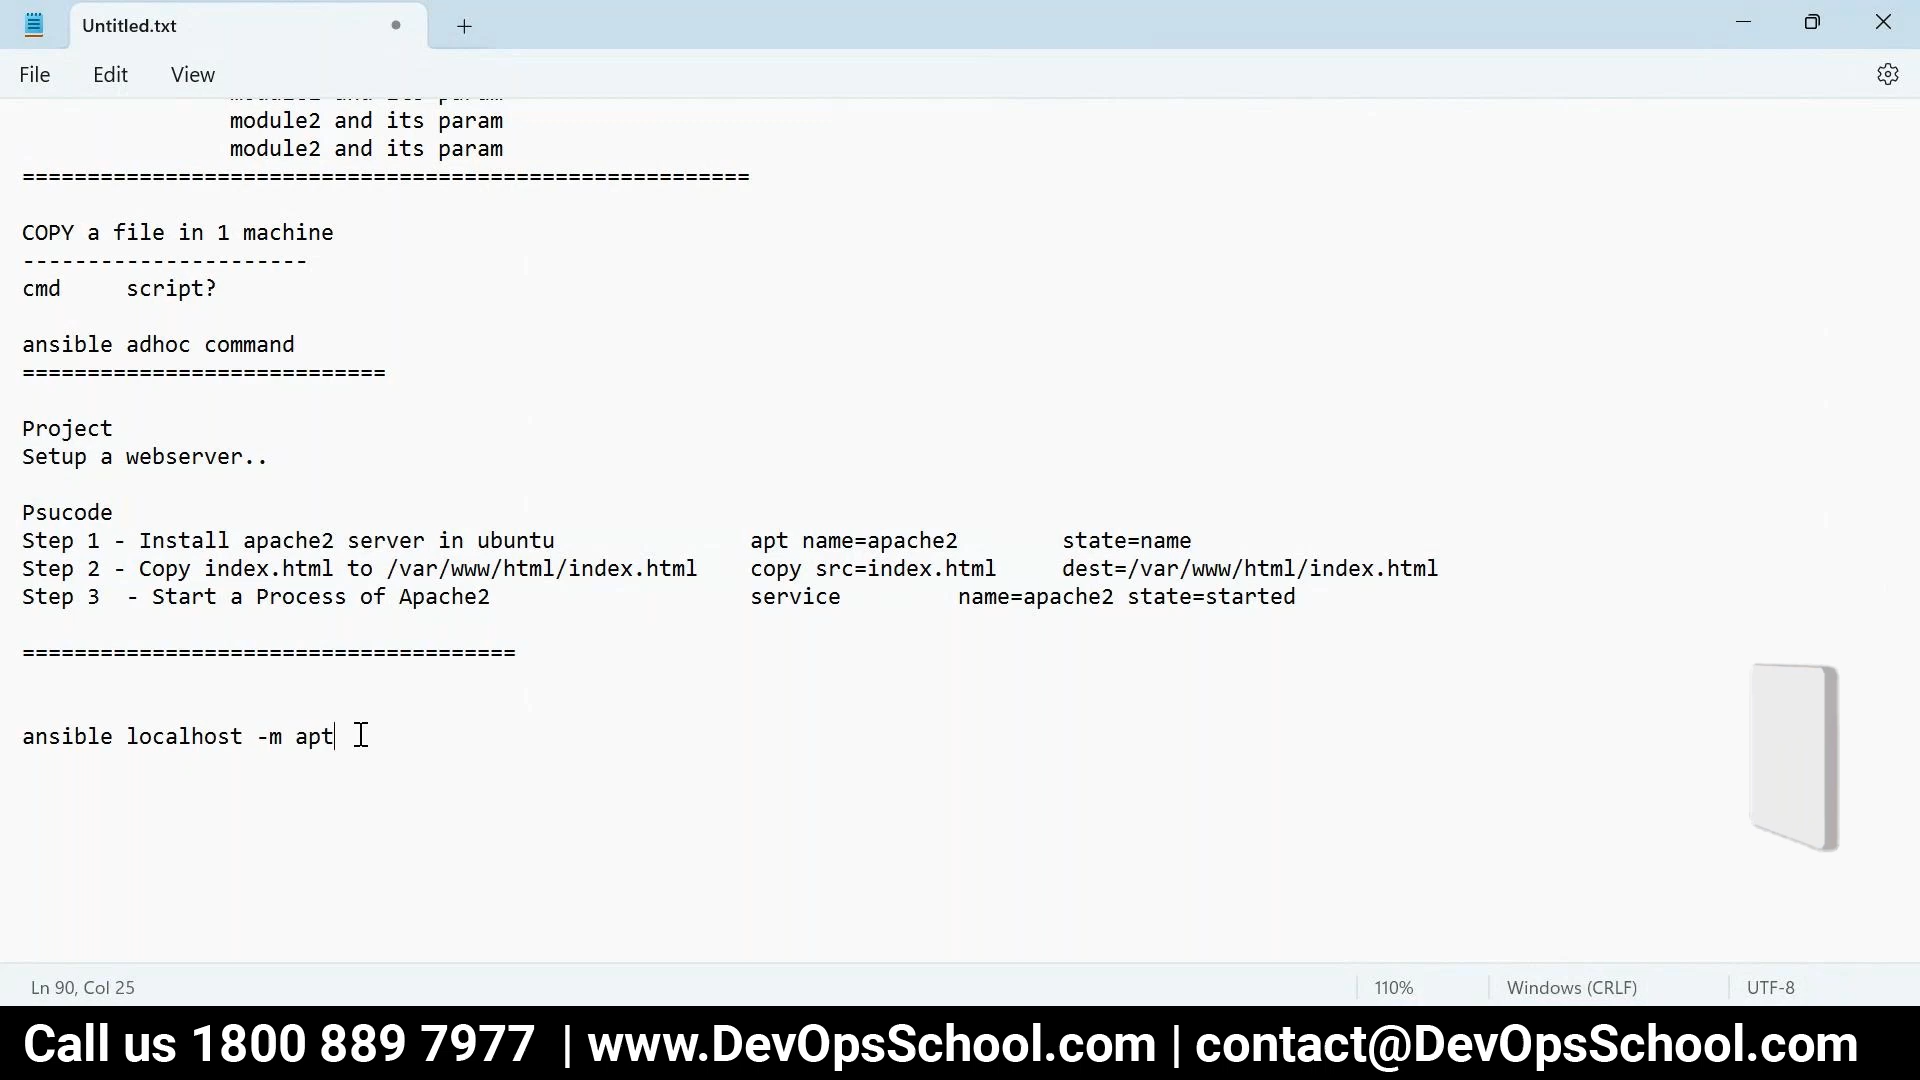 Untitled.txt
File Edit View
module2 and its param
module2 and its param
========================================================
COPY a file in 1 machine
----------------------
cmd script?
ansible adhoc command
============================
Project
Setup a webserver..
Psucode
Step 1 - Install apache2 server in ubuntu apt name=apache2 state=name
Step 2 - Copy index.html to /var/www/html/index.html copy src=index.html dest=/var/www/html/index.html
Step 3 - Start a Process of Apache2 service name=apache2 state=started
======================================
ansible localhost -m apt
Ln 90, Col 25 110% Windows (CRLF) UTF-8
Call us 1800 889 7977 | www.DevOpsSchool.com | contact@DevOpsSchool.com